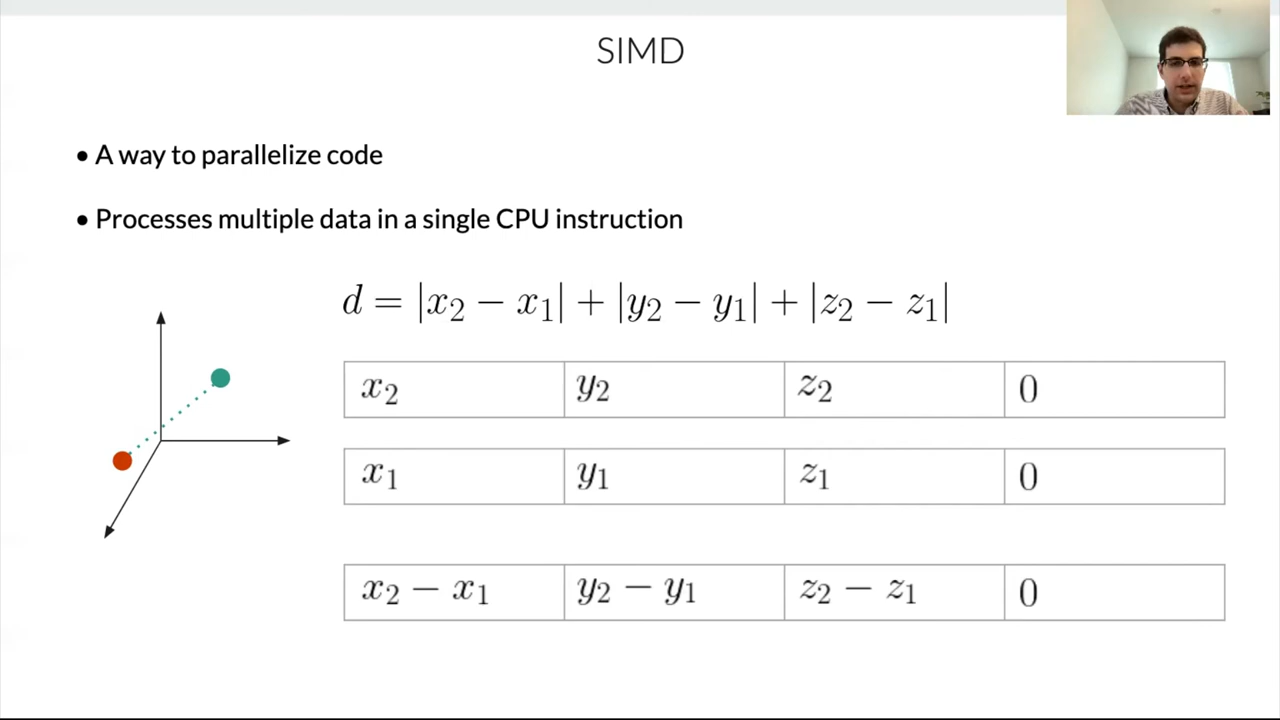 SIMD
• A way to parallelize code
• Processes multiple data in a single CPU instruction
d = |x₂ − x₁| + |y₂ − y₁| + |z₂ − z₁|
x₂ y₂ z₂ 0
x₁ y₁ z₁ 0
x₂ − x₁ y₂ − y₁ z₂ − z₁ 0